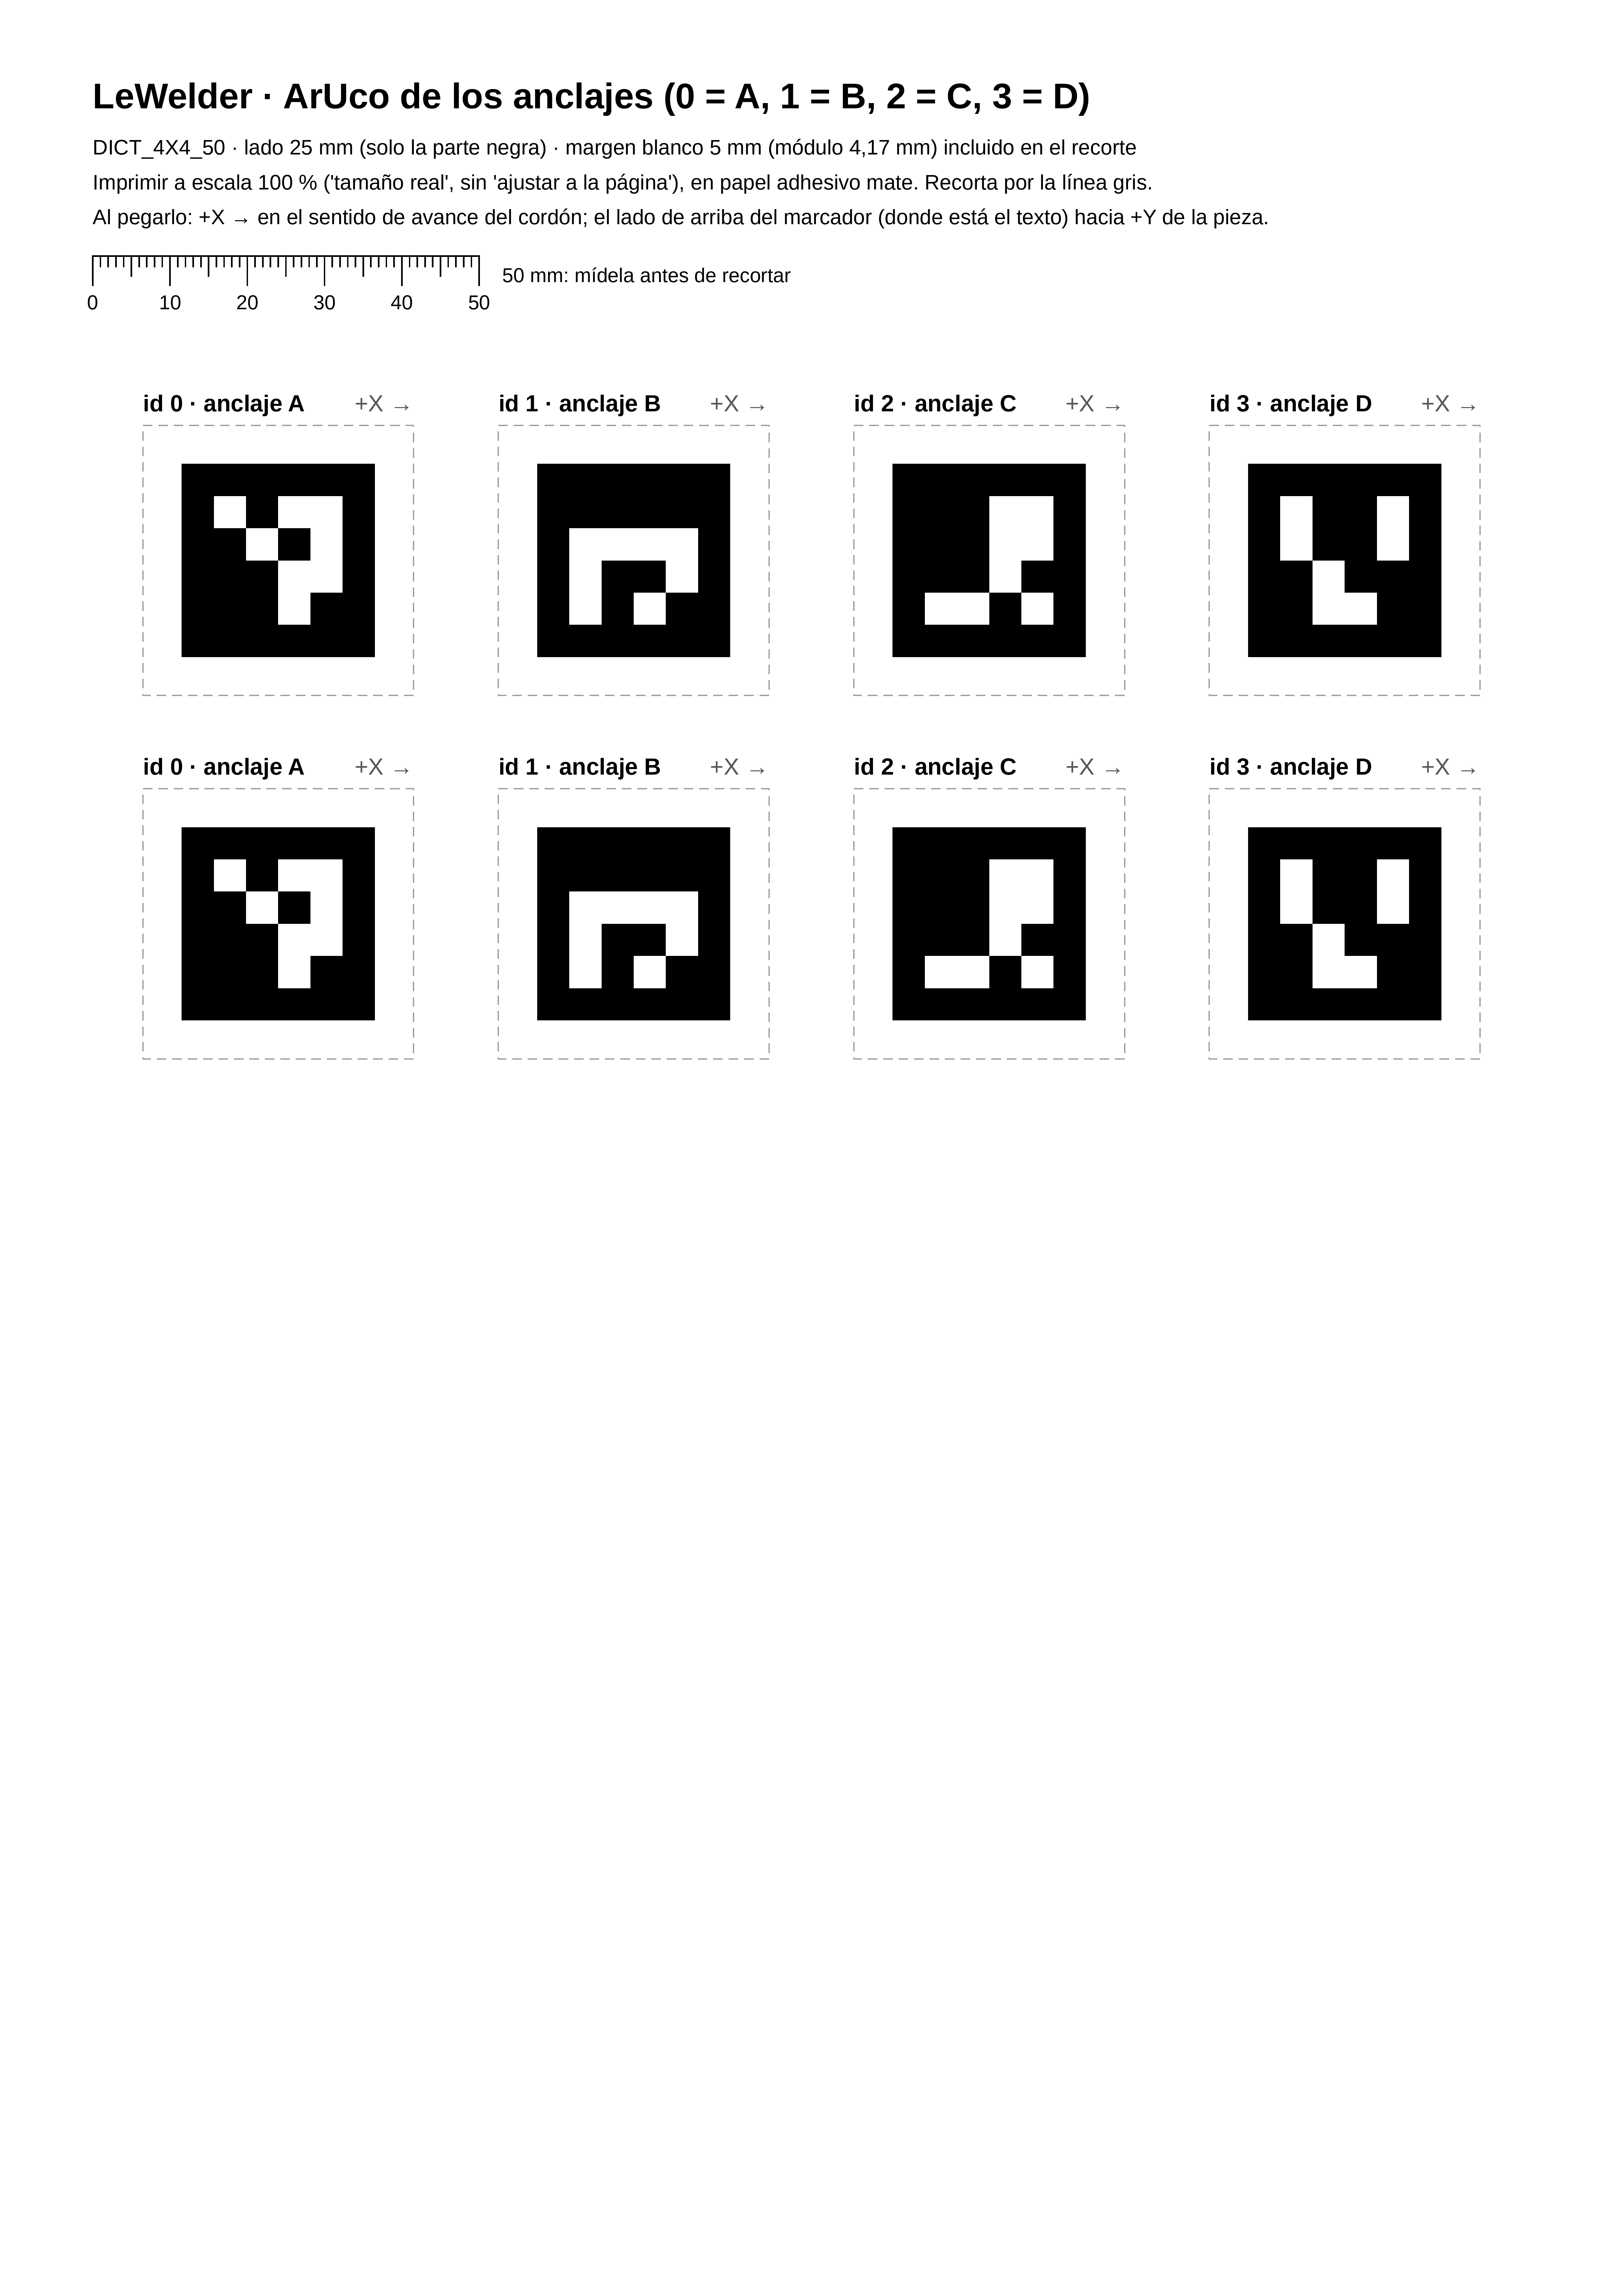 LeWelder · ArUco de los anclajes (0 = A, 1 = B, 2 = C, 3 = D)
DICT_4X4_50 · lado 25 mm (solo la parte negra) · margen blanco 5 mm (módulo 4,17 mm) incluido en el recorte
Imprimir a escala 100 % ('tamaño real', sin 'ajustar a la página'), en papel adhesivo mate. Recorta por la línea gris.
Al pegarlo: +X → en el sentido de avance del cordón; el lado de arriba del marcador (donde está el texto) hacia +Y de la pieza.
50 mm: mídela antes de recortar
0 10 20 30 40 50
id 0 · anclaje A +X → id 1 · anclaje B +X → id 2 · anclaje C +X → id 3 · anclaje D +X →
id 0 · anclaje A +X → id 1 · anclaje B +X → id 2 · anclaje C +X → id 3 · anclaje D +X →